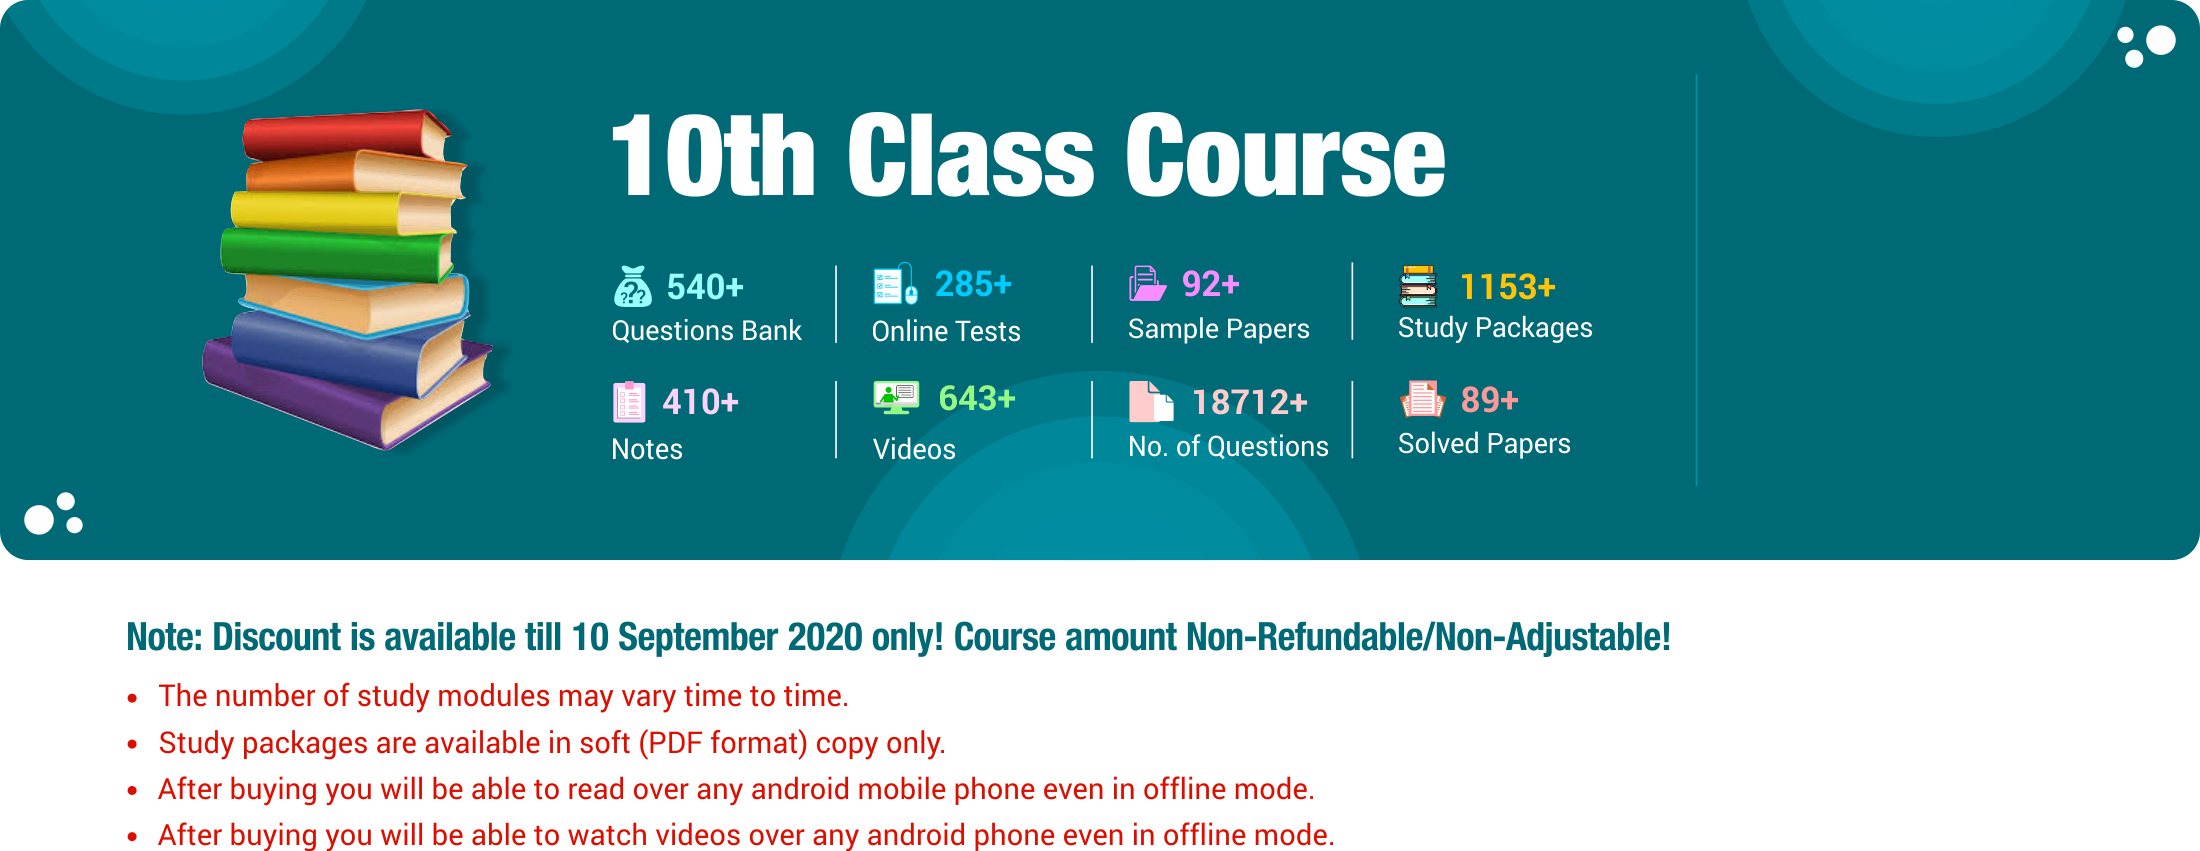 10th Class Course
540+
285+
92+
1153+
Questions Bank
Online Tests
Sample Papers
Study Packages
410+
643+
18712+
89+
Notes
Videos
No. of Questions
Solved Papers
Note: Discount is available till 10 September 2020 only! Course amount Non-Refundable/Non-Adjustable!
• The number of study modules may vary time to time.
• Study packages are available in soft (PDF format) copy only.
• After buying you will be able to read over any android mobile phone even in offline mode.
• After buying you will be able to watch videos over any android phone even in offline mode.